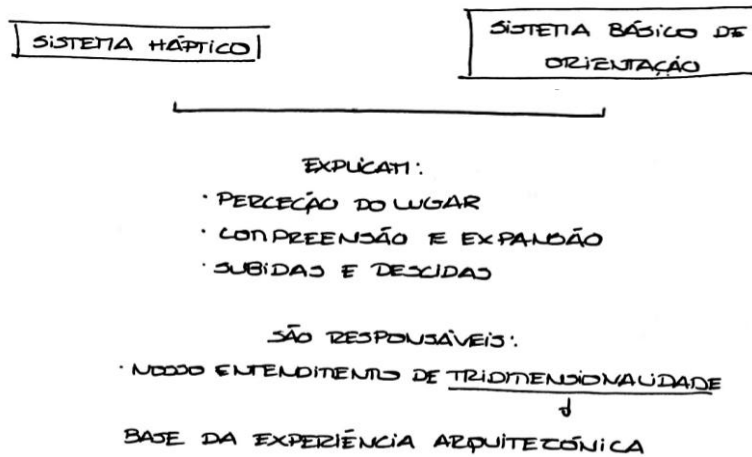 SISTEMA HÁPTICO
SISTEMA BÁSICO DE
ORIENTAÇÃO
EXPLICAM:
· PERCEÇÃO DO LUGAR
· COMPREENSÃO E EXPANSÃO
· SUBIDAS E DESCIDAS
SÃO RESPONSÁVEIS:
· NOSSO ENTENDIMENTO DE TRIDIMENSIONALIDADE
BASE DA EXPERIÊNCIA ARQUITETÓNICA